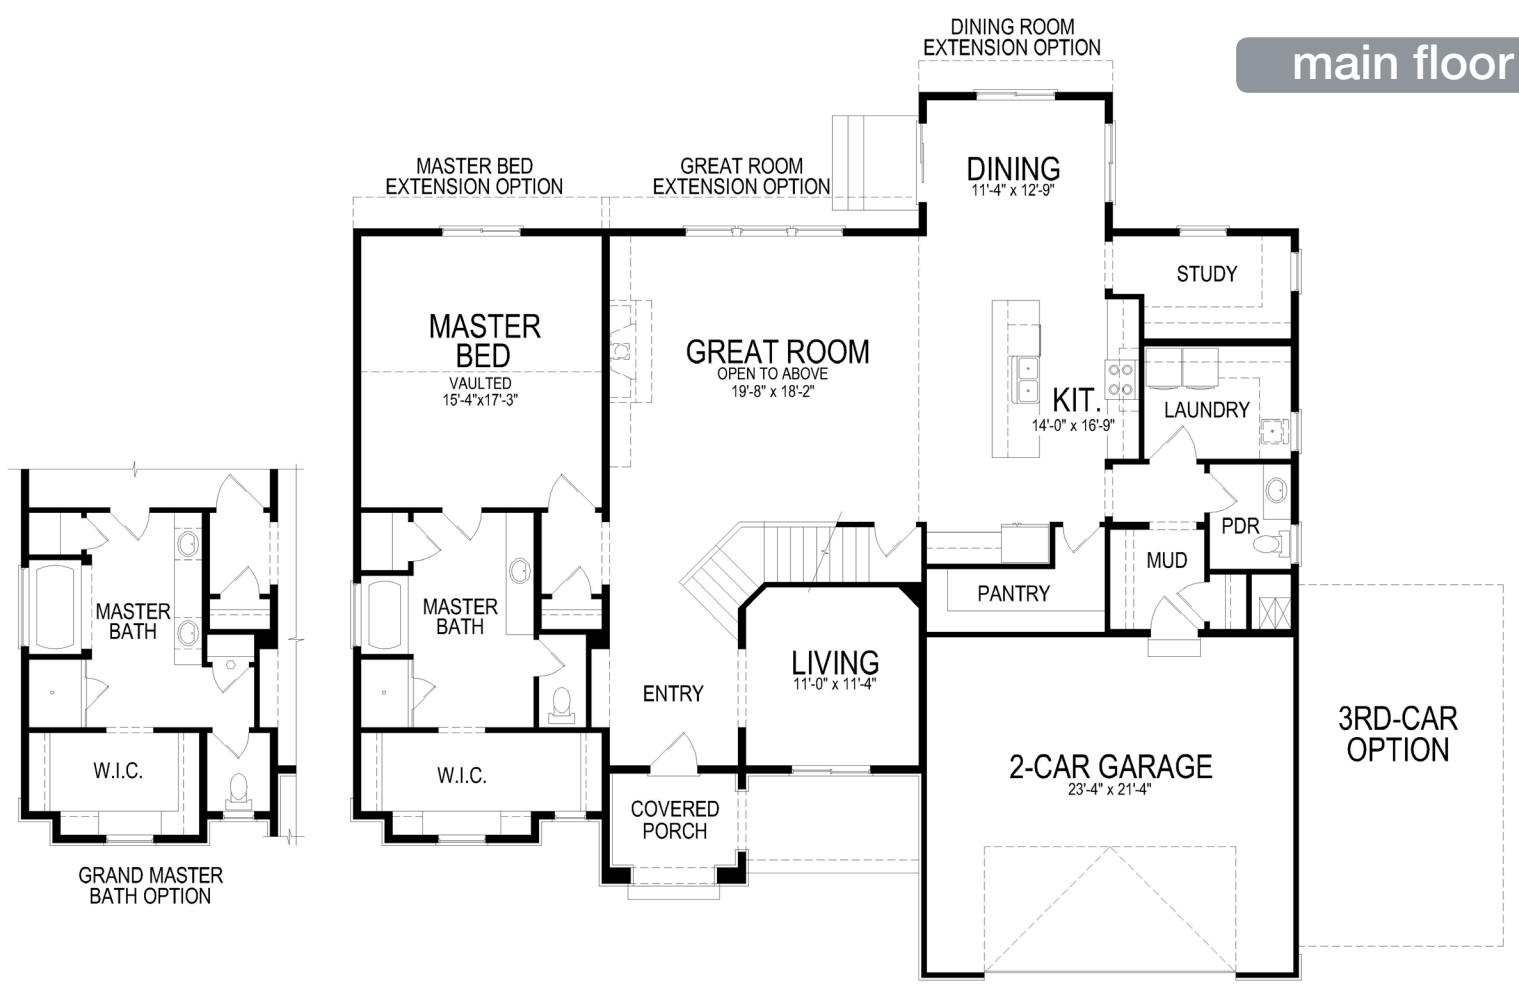 main floor
DINING ROOM
EXTENSION OPTION
MASTER BED
EXTENSION OPTION
GREAT ROOM
EXTENSION OPTION
DINING
11'-4" x 12'-9"
STUDY
MASTER
BED
VAULTED
15'-4"x17'-3"
GREAT ROOM
OPEN TO ABOVE
19'-8" x 18'-2"
KIT.
14'-0" x 16'-9"
LAUNDRY
PDR
MUD
PANTRY
MASTER
BATH
MASTER
BATH
LIVING
11'-0" x 11'-4"
ENTRY
3RD-CAR
OPTION
W.I.C.
W.I.C.
2-CAR GARAGE
23'-4" x 21'-4"
COVERED
PORCH
GRAND MASTER
BATH OPTION